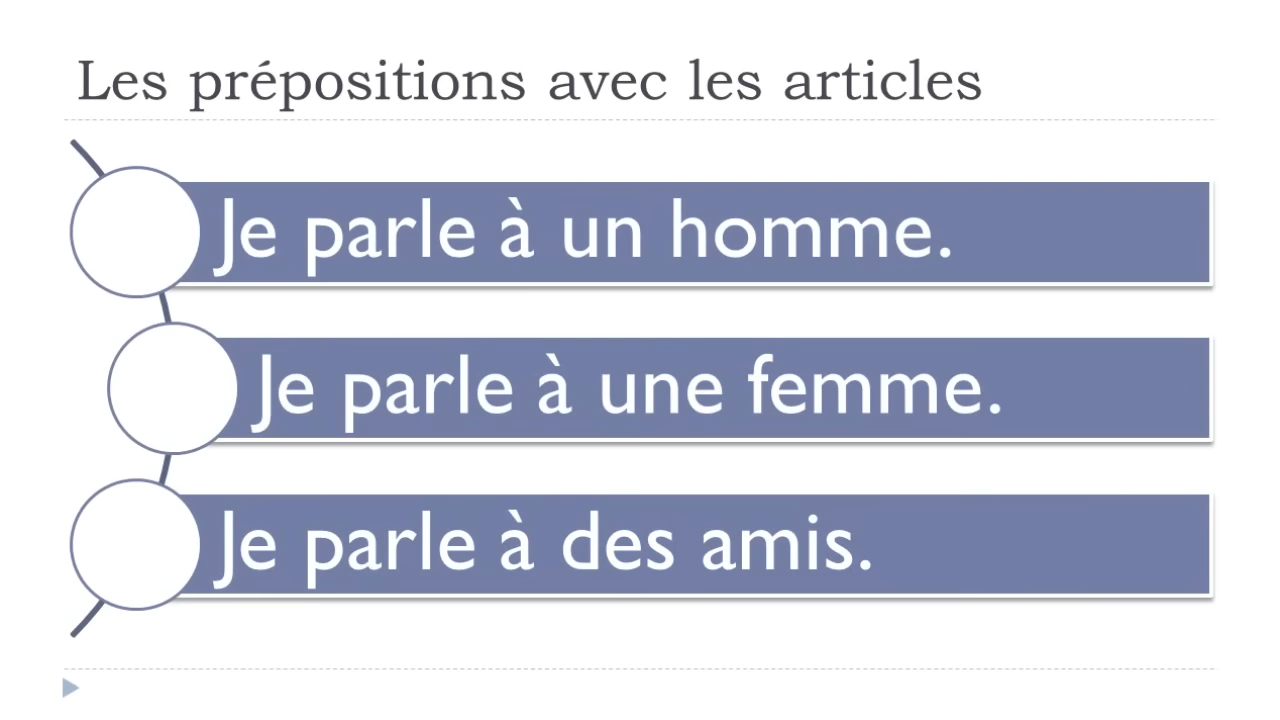 Les prépositions avec les articles
Je parle à un homme.
Je parle à une femme.
Je parle à des amis.